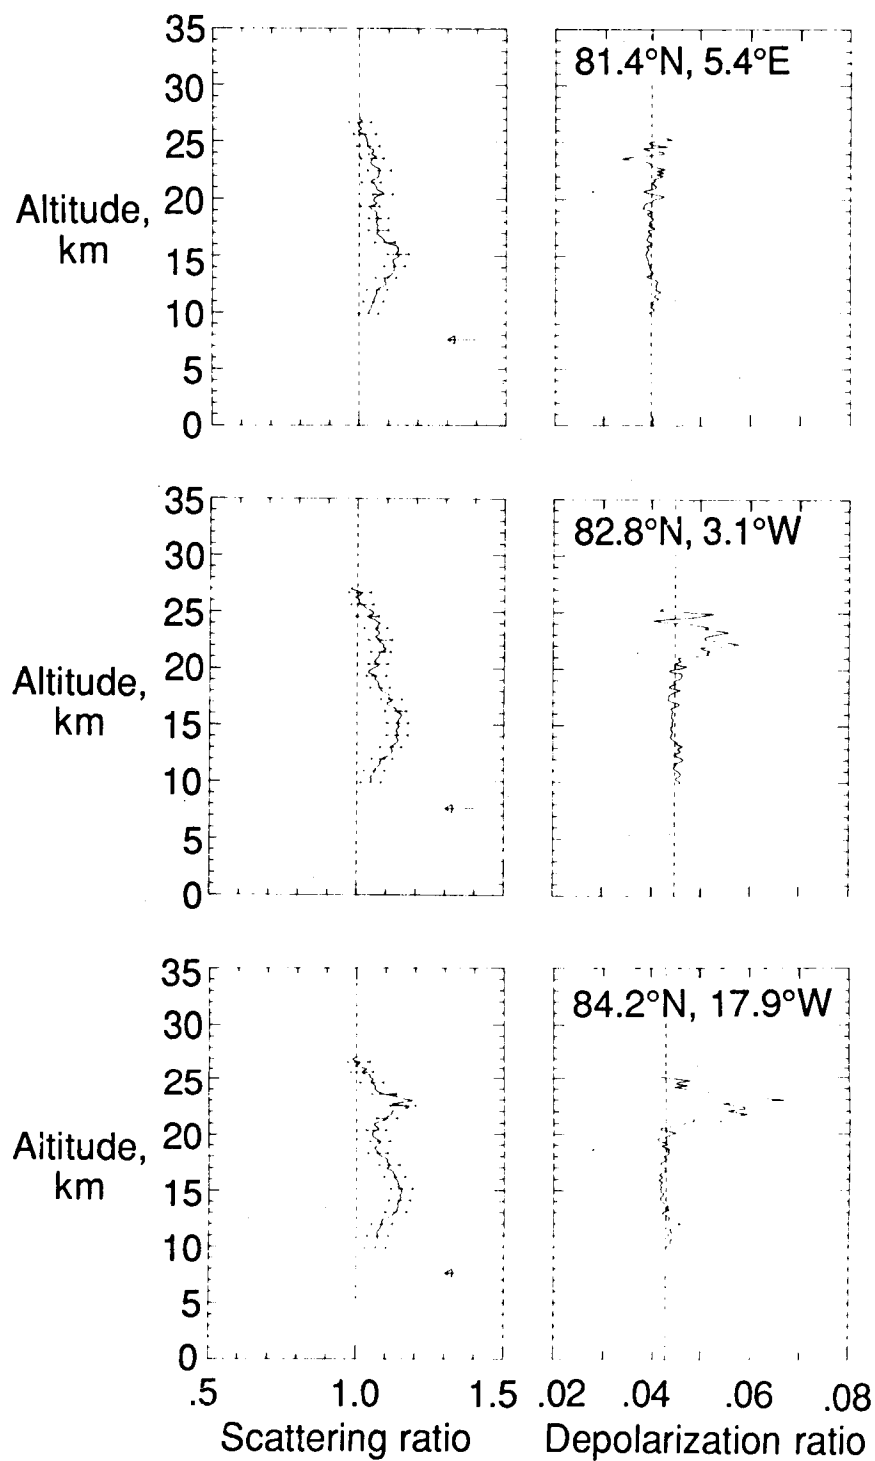 35
30
25
20
15
10
5
0
Altitude,
km
81.4°N, 5.4°E
35
30
25
20
15
10
5
0
Altitude,
km
82.8°N, 3.1°W
35
30
25
20
15
10
5
0
Altitude,
km
84.2°N, 17.9°W
.5 1.0 1.5
.02 .04 .06 .08
Scattering ratio
Depolarization ratio